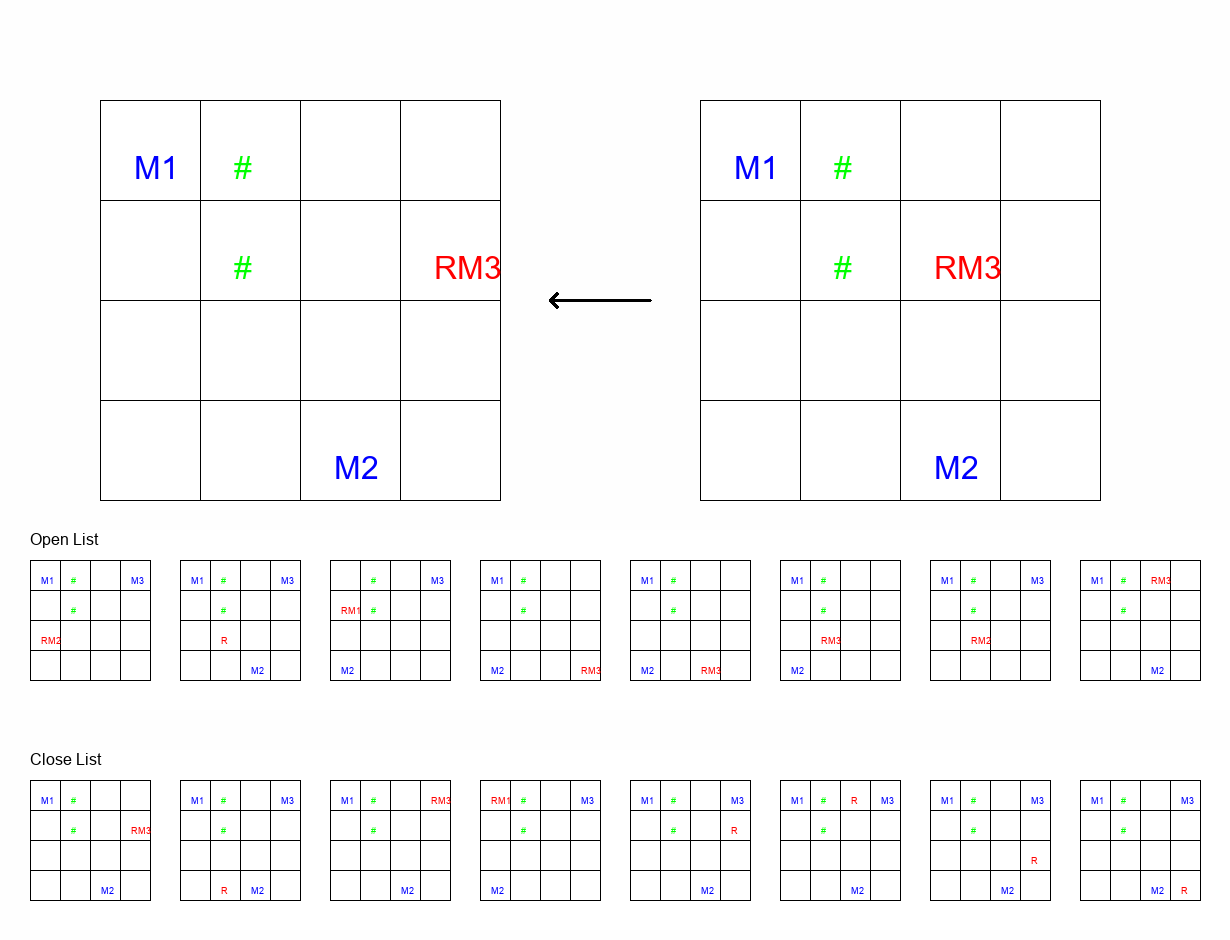 M1 # M1 #
# RM3 # RM3
M2 M2
Open List
M1 # M3 M1 # M3 # M3 M1 # M1 # M1 # M1 # M3 M1 # RM3
# # RM1 # # # # # #
RM2 R RM3 RM2
M2 M2 M2 RM3 M2 RM3 M2 M2
Close List
M1 # M1 # M3 M1 # RM3 RM1 # M3 M1 # M3 M1 # R M3 M1 # M3 M1 # M3
# RM3 # # # # R # # #
R
M2 R M2 M2 M2 M2 M2 M2 M2 R